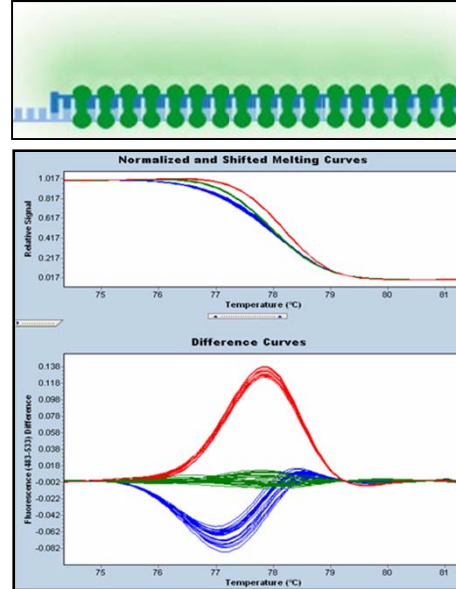 Normalized and Shifted Melting Curves
Relative Signal
1.017
0.817
0.617
0.417
0.217
0.017
75 76 77 78 79 80 81
Temperature (°C)
Difference Curves
Fluorescence (483-533) Difference
0.138
0.118
0.098
0.078
0.058
0.038
0.018
-0.002
-0.022
-0.042
-0.062
-0.082
75 76 77 78 79 80 81
Temperature (°C)